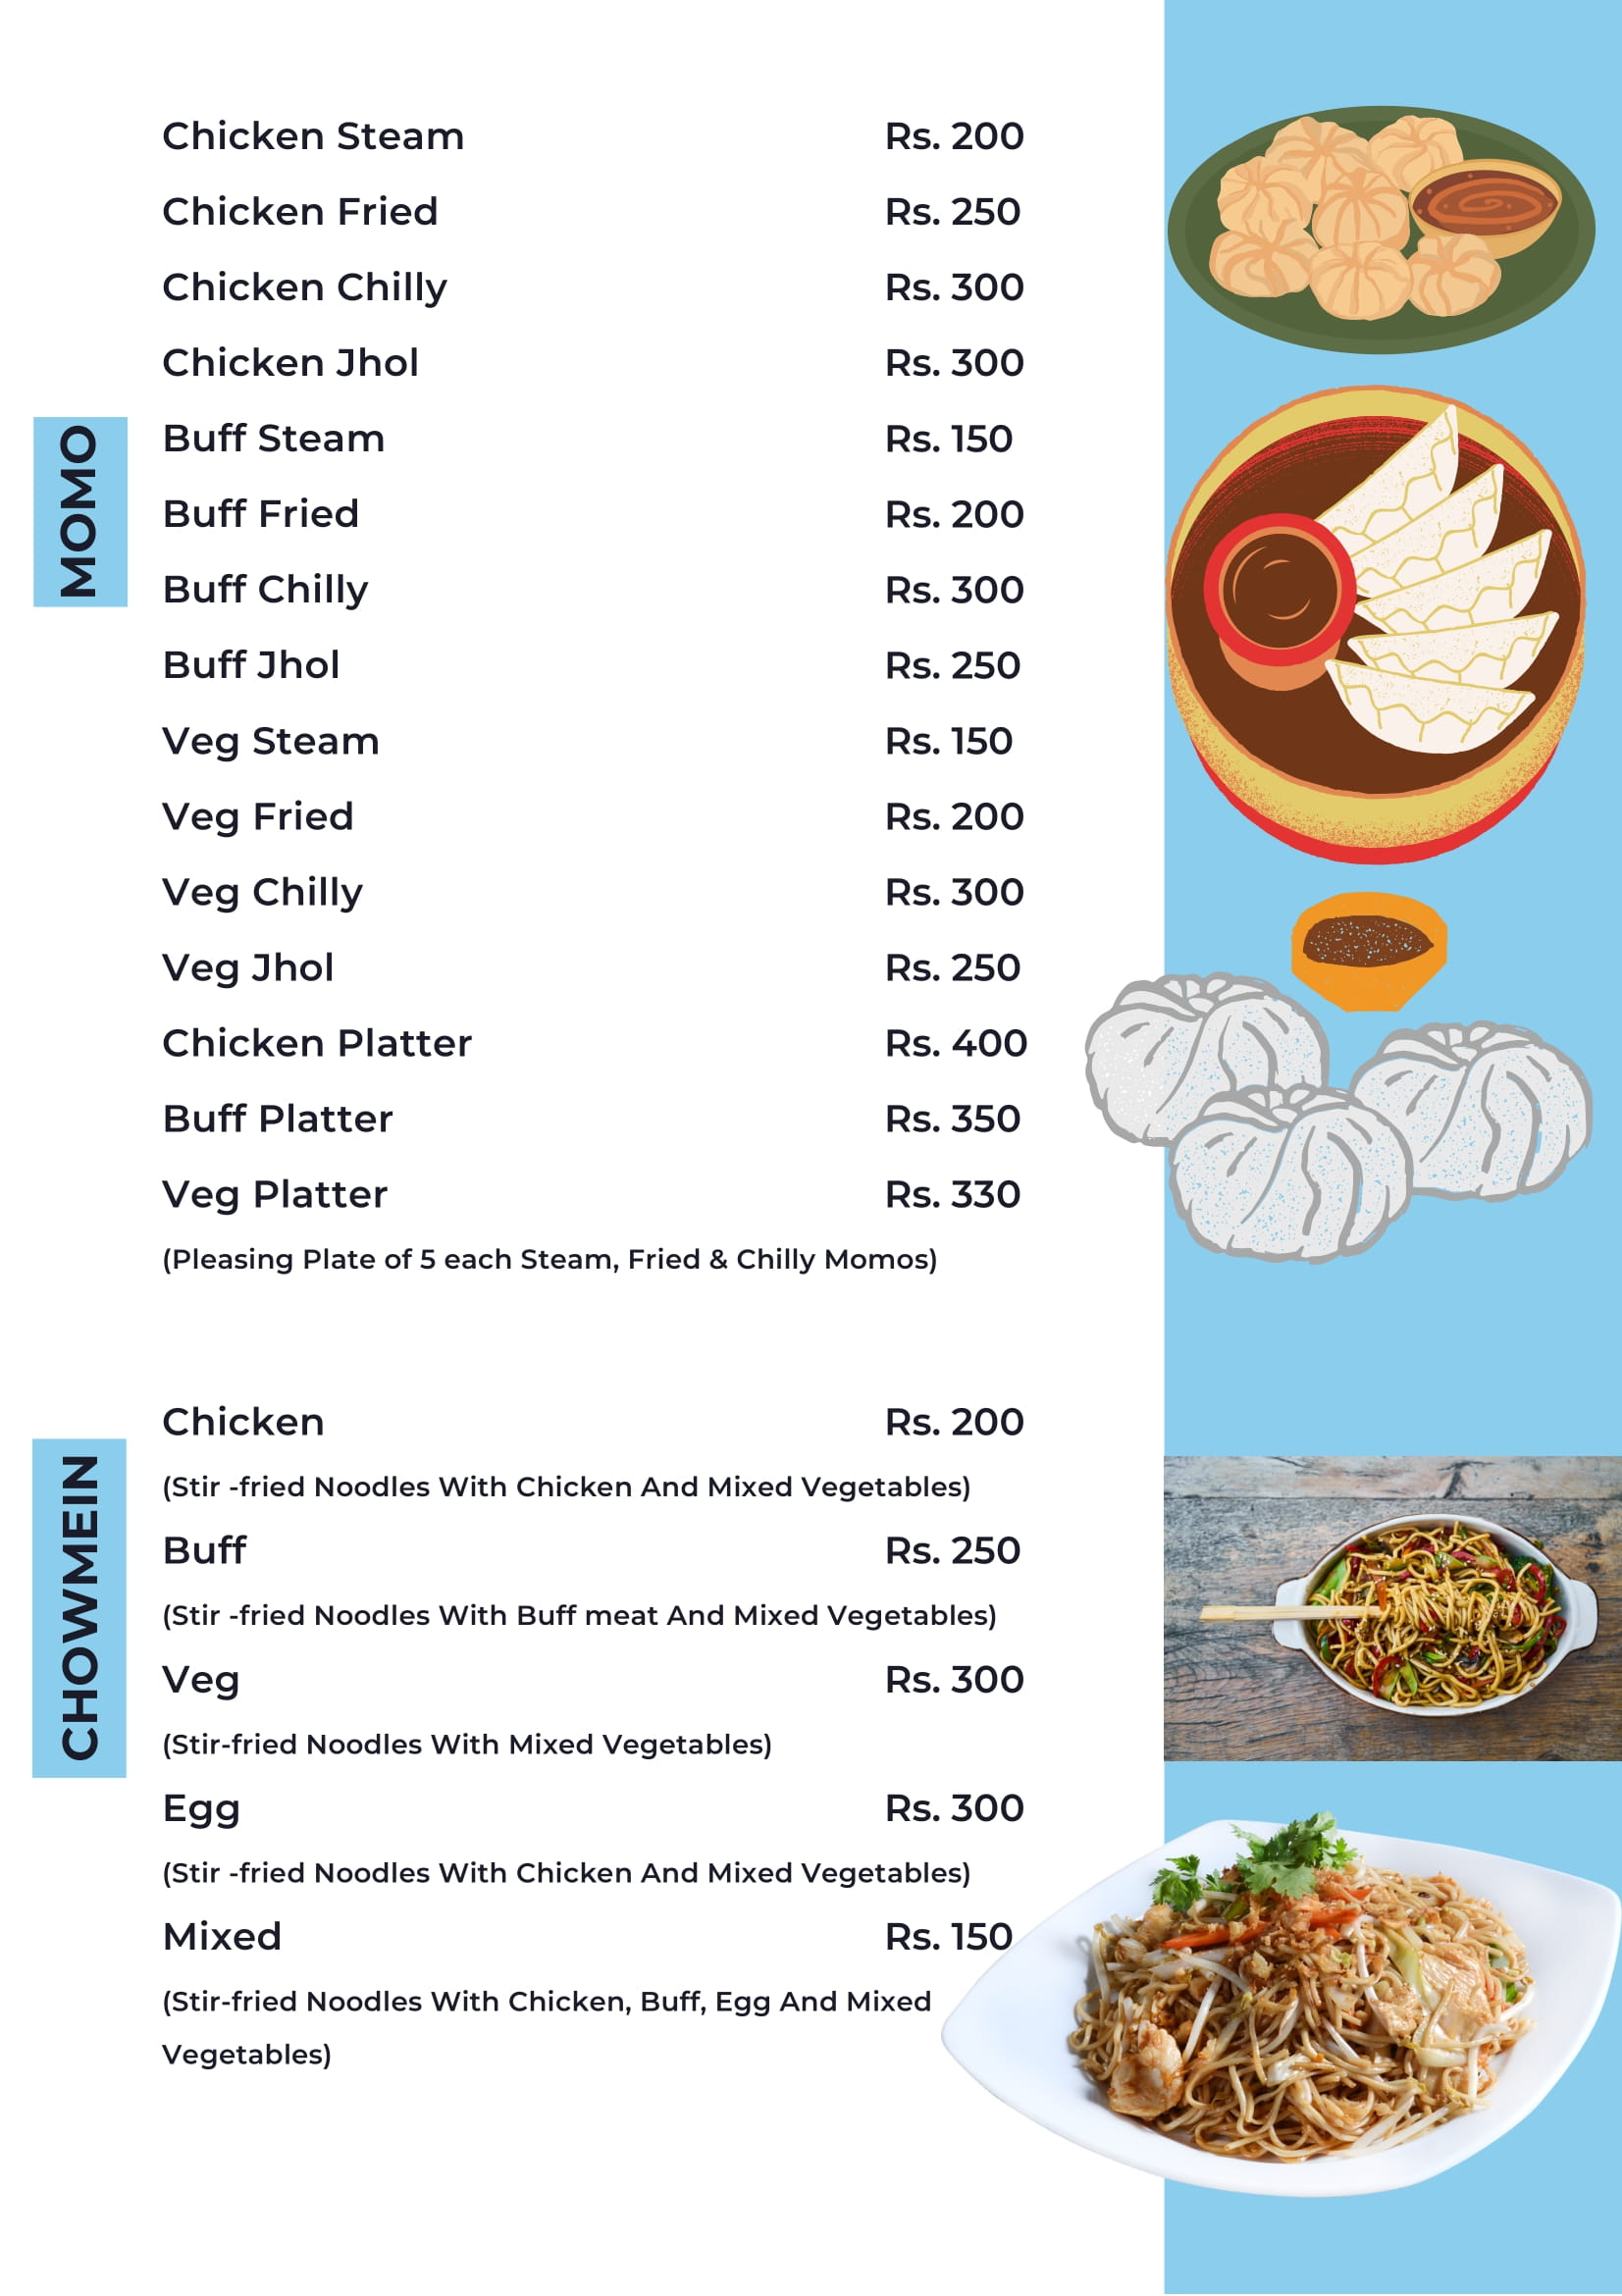 MOMO
Chicken Steam Rs. 200
Chicken Fried Rs. 250
Chicken Chilly Rs. 300
Chicken Jhol Rs. 300
Buff Steam Rs. 150
Buff Fried Rs. 200
Buff Chilly Rs. 300
Buff Jhol Rs. 250
Veg Steam Rs. 150
Veg Fried Rs. 200
Veg Chilly Rs. 300
Veg Jhol Rs. 250
Chicken Platter Rs. 400
Buff Platter Rs. 350
Veg Platter Rs. 330
(Pleasing Plate of 5 each Steam, Fried & Chilly Momos)
CHOWMEIN
Chicken Rs. 200
(Stir -fried Noodles With Chicken And Mixed Vegetables)
Buff Rs. 250
(Stir -fried Noodles With Buff meat And Mixed Vegetables)
Veg Rs. 300
(Stir-fried Noodles With Mixed Vegetables)
Egg Rs. 300
(Stir -fried Noodles With Chicken And Mixed Vegetables)
Mixed Rs. 150
(Stir-fried Noodles With Chicken, Buff, Egg And Mixed
Vegetables)